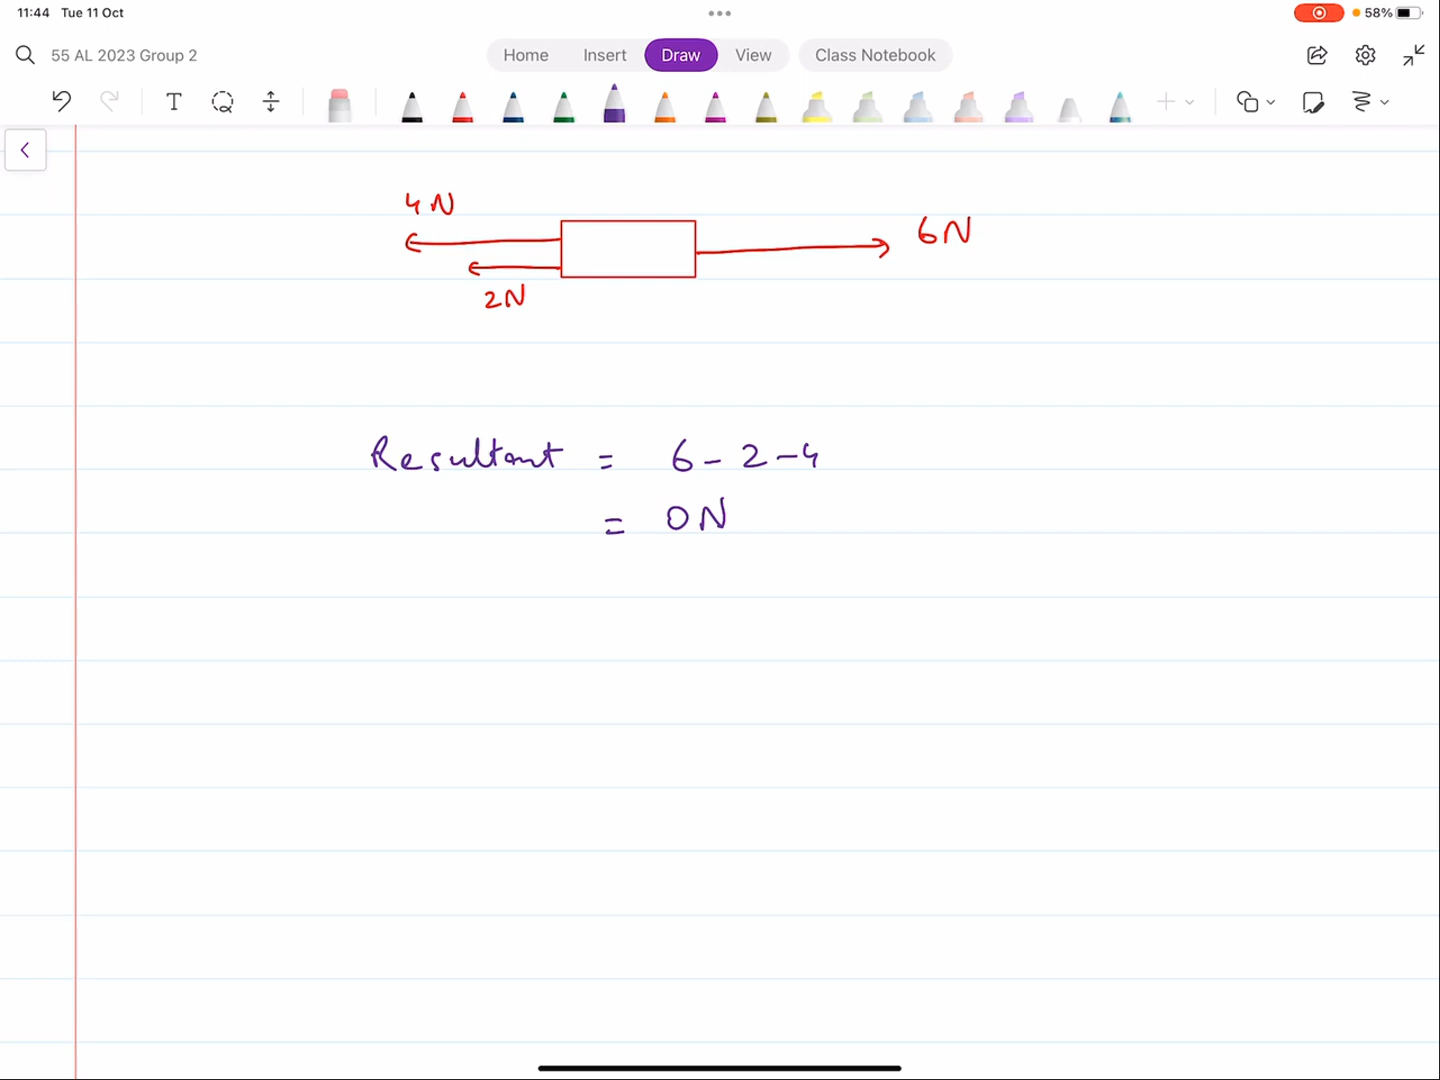 11:44 Tue 11 Oct
58%
55 AL 2023 Group 2
Home Insert Draw View Class Notebook
T
4N
6N
2N
Resultant = 6 - 2 - 4
= 0N